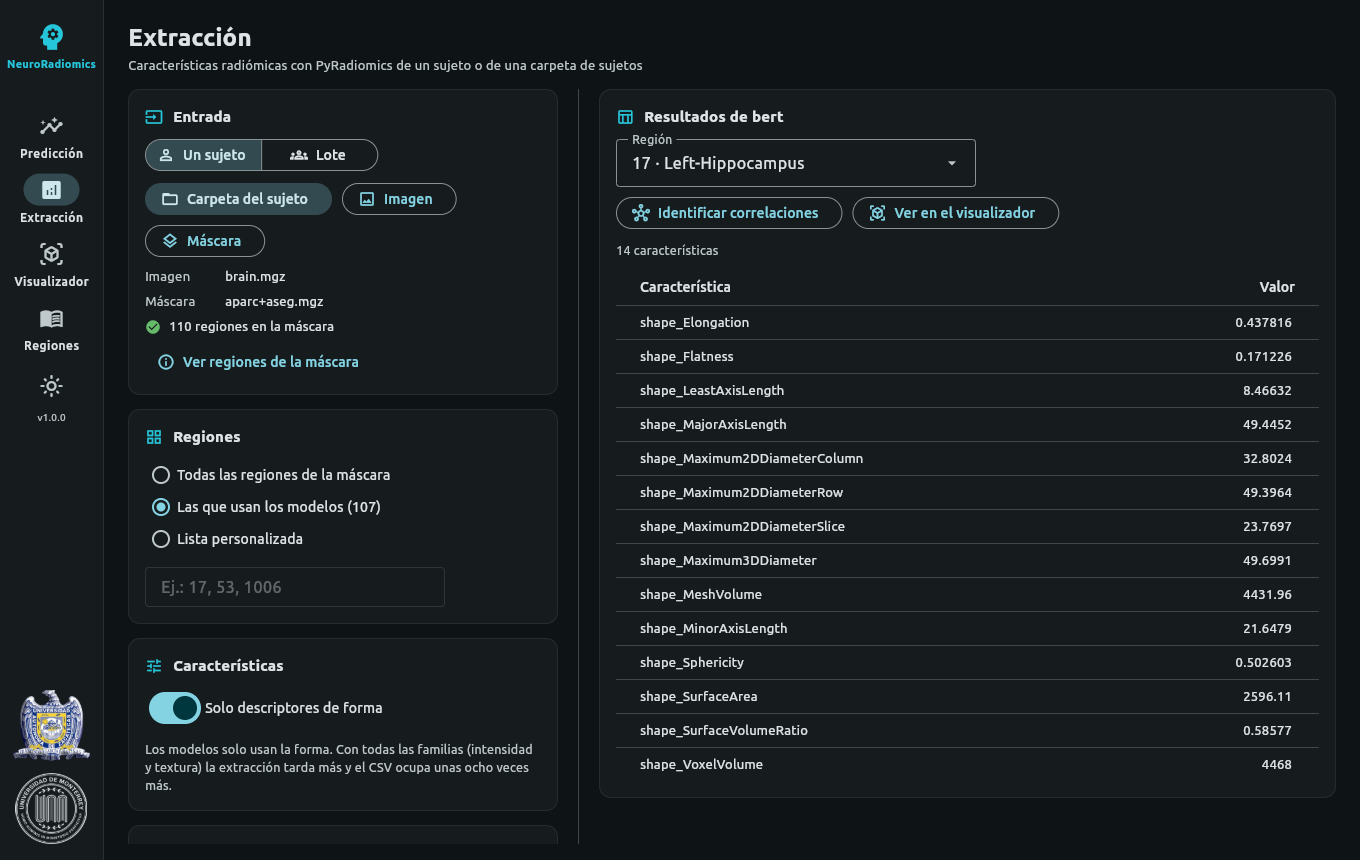 NeuroRadiomics
Predicción
Extracción
Visualizador
Regiones
v1.0.0
UNIVERSIDAD DE MONTERREY
Extracción
Características radiómicas con PyRadiomics de un sujeto o de una carpeta de sujetos
Entrada
Un sujeto
Lote
Carpeta del sujeto
Imagen
Máscara
Imagen brain.mgz
Máscara aparc+aseg.mgz
110 regiones en la máscara
Ver regiones de la máscara
Regiones
Todas las regiones de la máscara
Las que usan los modelos (107)
Lista personalizada
Ej.: 17, 53, 1006
Características
Solo descriptores de forma
Los modelos solo usan la forma. Con todas las familias (intensidad
y textura) la extracción tarda más y el CSV ocupa unas ocho veces
más.
Resultados de bert
Región
17 · Left-Hippocampus
Identificar correlaciones
Ver en el visualizador
14 características
Característica Valor
shape_Elongation 0.437816
shape_Flatness 0.171226
shape_LeastAxisLength 8.46632
shape_MajorAxisLength 49.4452
shape_Maximum2DDiameterColumn 32.8024
shape_Maximum2DDiameterRow 49.3964
shape_Maximum2DDiameterSlice 23.7697
shape_Maximum3DDiameter 49.6991
shape_MeshVolume 4431.96
shape_MinorAxisLength 21.6479
shape_Sphericity 0.502603
shape_SurfaceArea 2596.11
shape_SurfaceVolumeRatio 0.58577
shape_VoxelVolume 4468